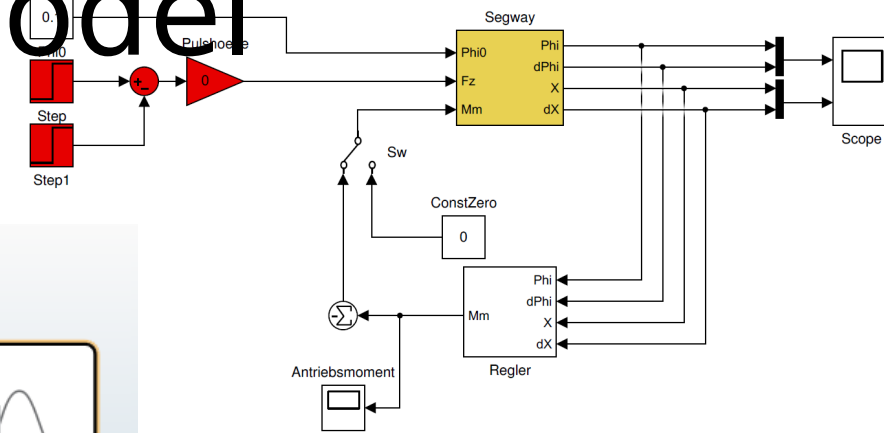 odel
Segway
0.
Phi0
Pulshoehe
Phi0
Phi
+
-
0
Fz
dPhi
Step
X
Mm
dX
Step1
Scope
Sw
ConstZero
0
Phi
dPhi
-Σ
Mm
X
dX
Antriebsmoment
Regler